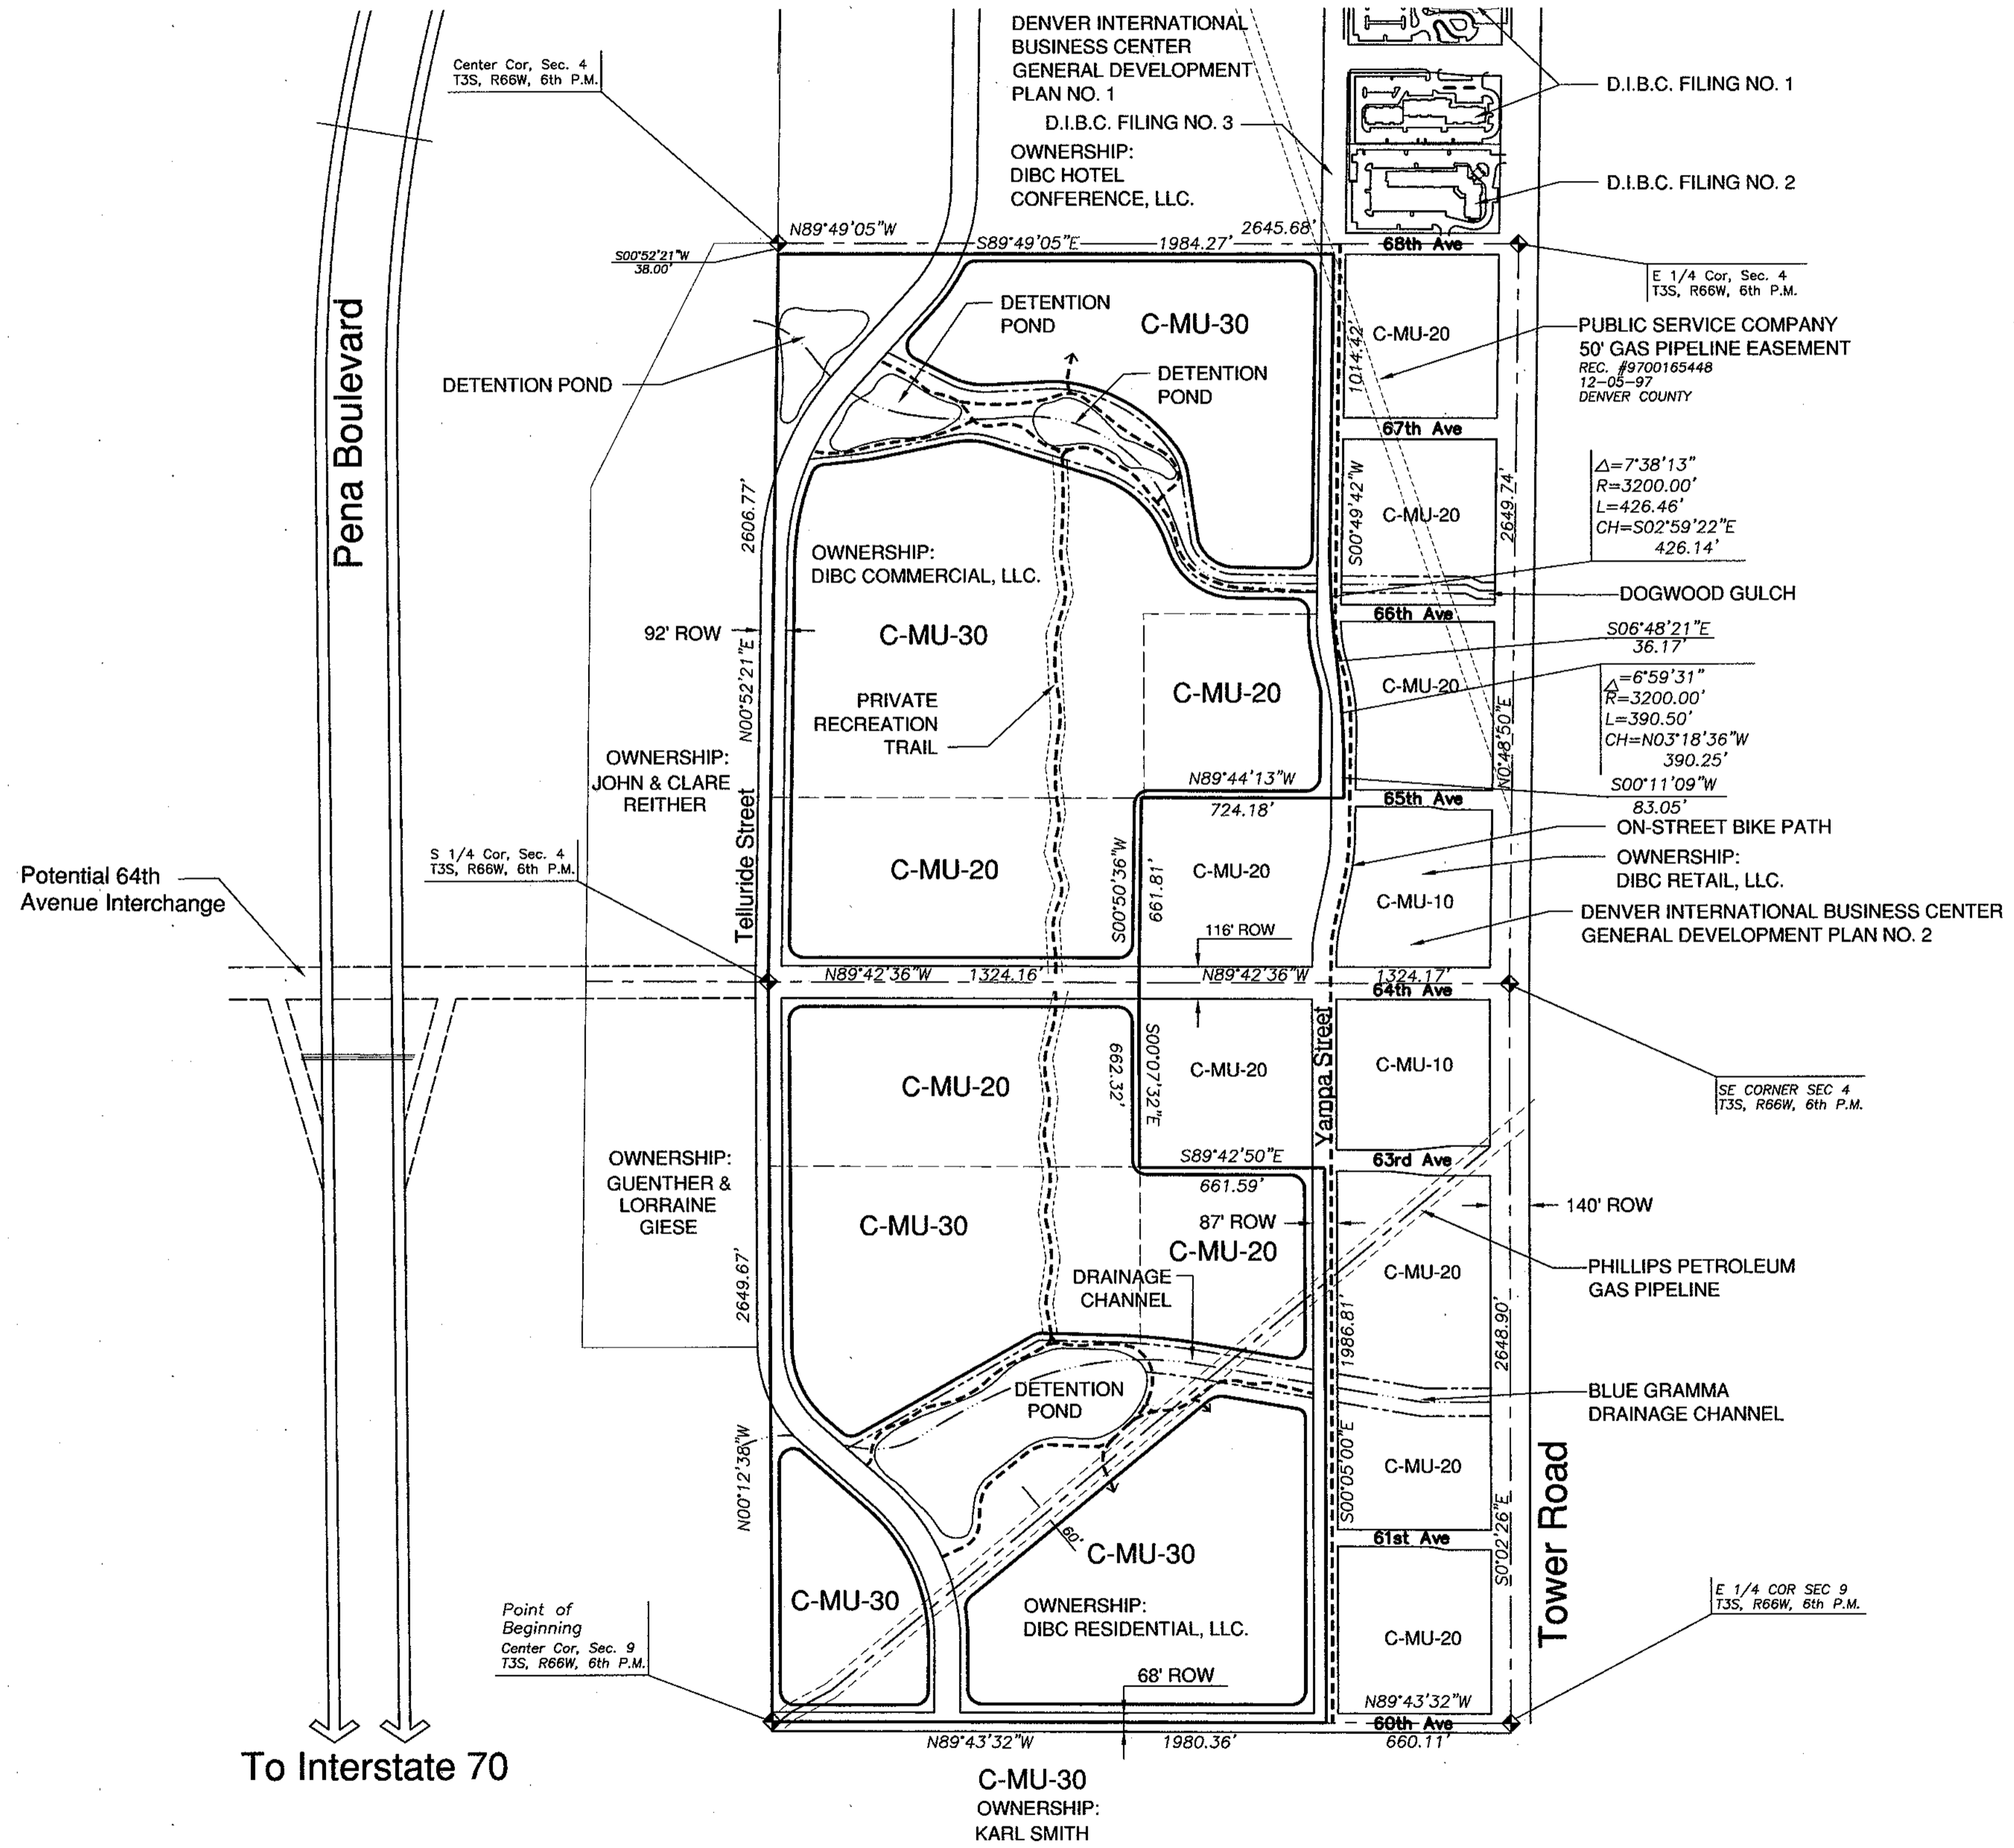 DENVER INTERNATIONAL
BUSINESS CENTER
GENERAL DEVELOPMENT
PLAN NO. 1
D.I.B.C. FILING NO. 3
OWNERSHIP:
DIBC HOTEL
CONFERENCE, LLC.
D.I.B.C. FILING NO. 1
D.I.B.C. FILING NO. 2
Center Cor, Sec. 4
T3S, R66W, 6th P.M.
N89°49'05"W
2645.68'
S89°49'05"E
1984.27'
68th Ave
S00°52'21"W
38.00'
E 1/4 Cor, Sec. 4
T3S, R66W, 6th P.M.
Pena Boulevard
DETENTION POND
DETENTION
POND
C-MU-30
DETENTION
POND
1014.42'
C-MU-20
PUBLIC SERVICE COMPANY
50' GAS PIPELINE EASEMENT
REC. #9700165448
12-05-97
DENVER COUNTY
67th Ave
2606.77'
S00°49'42"W
C-MU-20
2649.74'
△=7°38'13"
R=3200.00'
L=426.46'
CH=S02°59'22"E
426.14'
OWNERSHIP:
DIBC COMMERCIAL, LLC.
DOGWOOD GULCH
66th Ave
92' ROW
C-MU-30
S06°48'21"E
36.17'
N00°52'21"E
C-MU-20
C-MU-20
△=6°59'31"
R=3200.00'
L=390.50'
CH=N03°18'36"W
390.25'
PRIVATE
RECREATION
TRAIL
N0°48'50"E
OWNERSHIP:
JOHN & CLARE
REITHER
N89°44'13"W
724.18'
65th Ave
S00°11'09"W
83.05'
ON-STREET BIKE PATH
Telluride Street
OWNERSHIP:
DIBC RETAIL, LLC.
S 1/4 Cor, Sec. 4
T3S, R66W, 6th P.M.
C-MU-20
S00°50'36"W
661.81'
C-MU-20
C-MU-10
DENVER INTERNATIONAL BUSINESS CENTER
GENERAL DEVELOPMENT PLAN NO. 2
Potential 64th
Avenue Interchange
116' ROW
N89°42'36"W
1324.16'
N89°42'36"W
1324.17'
64th Ave
Yampa Street
C-MU-20
662.32'
S00°07'32"E
C-MU-20
C-MU-10
SE CORNER SEC 4
T3S, R66W, 6th P.M.
OWNERSHIP:
GUENTHER &
LORRAINE
GIESE
S89°42'50"E
661.59'
63rd Ave
C-MU-30
87' ROW
C-MU-20
140' ROW
2649.67'
DRAINAGE
CHANNEL
C-MU-20
PHILLIPS PETROLEUM
GAS PIPELINE
1986.81'
2648.90'
DETENTION
POND
BLUE GRAMMA
DRAINAGE CHANNEL
N00°12'38"W
S00°05'00"E
C-MU-20
Tower Road
S0°02'26"E
61st Ave
60'
C-MU-30
C-MU-30
Point of
Beginning
Center Cor, Sec. 9
T3S, R66W, 6th P.M.
OWNERSHIP:
DIBC RESIDENTIAL, LLC.
C-MU-20
E 1/4 COR SEC 9
T3S, R66W, 6th P.M.
68' ROW
N89°43'32"W
60th Ave
N89°43'32"W
1980.36'
660.11'
To Interstate 70
C-MU-30
OWNERSHIP:
KARL SMITH